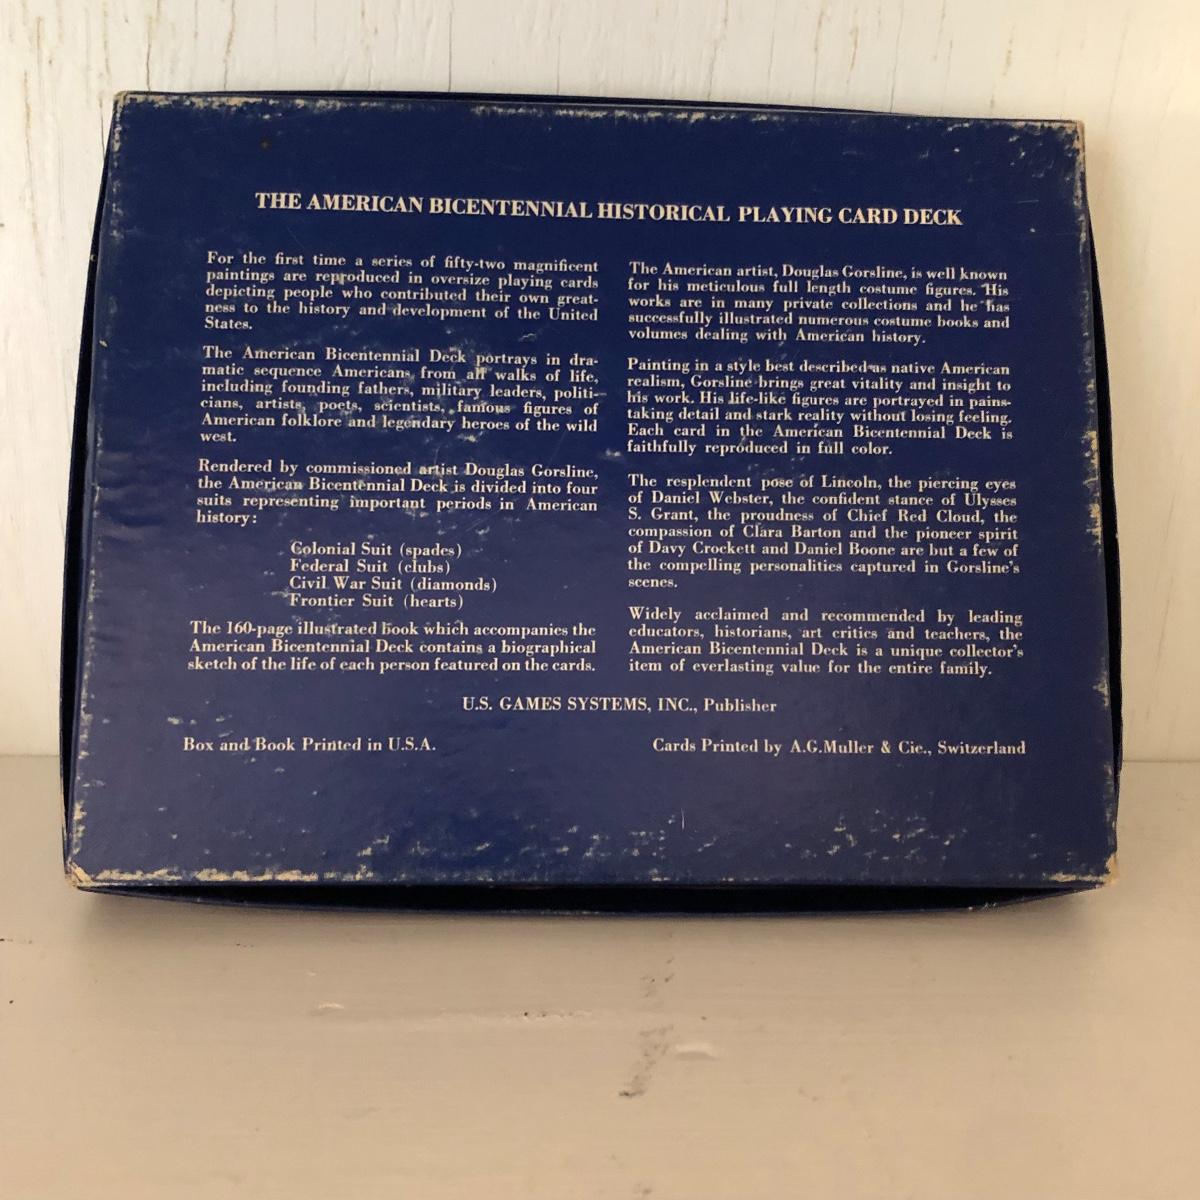 THE AMERICAN BICENTENNIAL HISTORICAL PLAYING CARD DECK
For the first time a series of fifty-two magnificent
paintings are reproduced in oversize playing cards
depicting people who contributed their own great-
ness to the history and development of the United
States.
The American Bicentennial Deck portrays in dra-
matic sequence Americans from all walks of life,
including founding fathers, military leaders, politi-
cians, artists, poets, scientists, famous figures of
American folklore and legendary heroes of the wild
west.
Rendered by commissioned artist Douglas Gorsline,
the American Bicentennial Deck is divided into four
suits representing important periods in American
history:
Colonial Suit (spades)
Federal Suit (clubs)
Civil War Suit (diamonds)
Frontier Suit (hearts)
The 160-page illustrated book which accompanies the
American Bicentennial Deck contains a biographical
sketch of the life of each person featured on the cards.
The American artist, Douglas Gorsline, is well known
for his meticulous full length costume figures. His
works are in many private collections and he has
successfully illustrated numerous costume books and
volumes dealing with American history.
Painting in a style best described as native American
realism, Gorsline brings great vitality and insight to
his work. His life-like figures are portrayed in pains-
taking detail and stark reality without losing feeling.
Each card in the American Bicentennial Deck is
faithfully reproduced in full color.
The resplendent pose of Lincoln, the piercing eyes
of Daniel Webster, the confident stance of Ulysses
S. Grant, the proudness of Chief Red Cloud, the
compassion of Clara Barton and the pioneer spirit
of Davy Crockett and Daniel Boone are but a few of
the compelling personalities captured in Gorsline's
scenes.
Widely acclaimed and recommended by leading
educators, historians, art critics and teachers, the
American Bicentennial Deck is a unique collector's
item of everlasting value for the entire family.
U.S. GAMES SYSTEMS, INC., Publisher
Box and Book Printed in U.S.A.
Cards Printed by A.G.Muller & Cie., Switzerland